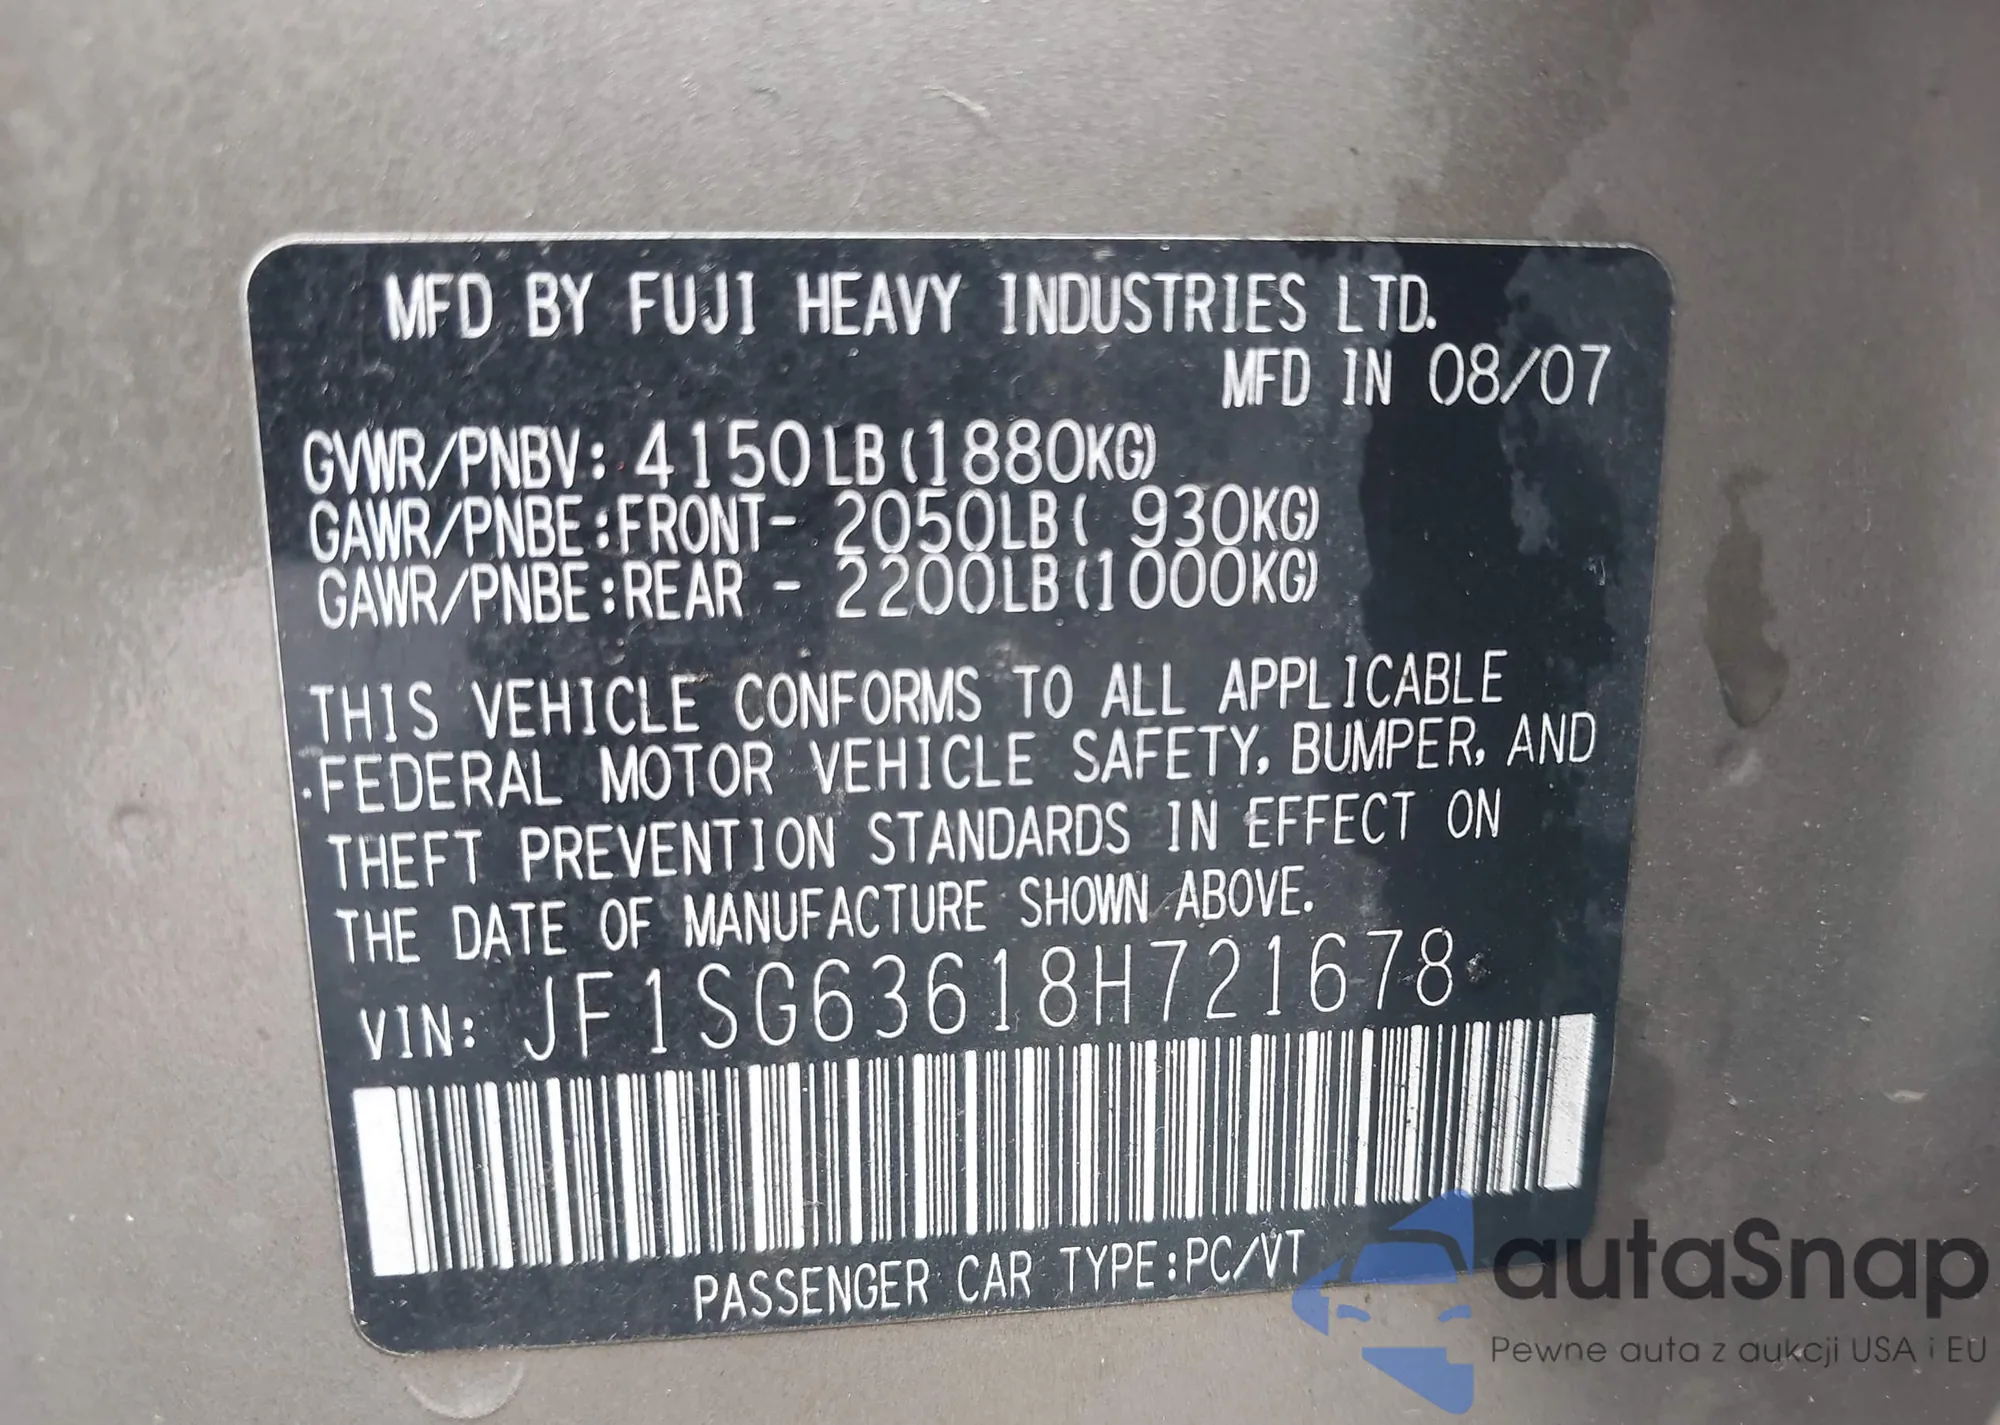 MFD BY FUJI HEAVY INDUSTRIES LTD.
MFD IN 08/07
GVWR/PNBV: 4150LB(1880KG)
GAWR/PNBE:FRONT- 2050LB( 930KG)
GAWR/PNBE:REAR - 2200LB(1000KG)
THIS VEHICLE CONFORMS TO ALL APPLICABLE
FEDERAL MOTOR VEHICLE SAFETY, BUMPER, AND
THEFT PREVENTION STANDARDS IN EFFECT ON
THE DATE OF MANUFACTURE SHOWN ABOVE.
VIN: JF1SG63618H721678
PASSENGER CAR TYPE:PC/VT
autaSnap
Pewne auta z aukcji USA i EU